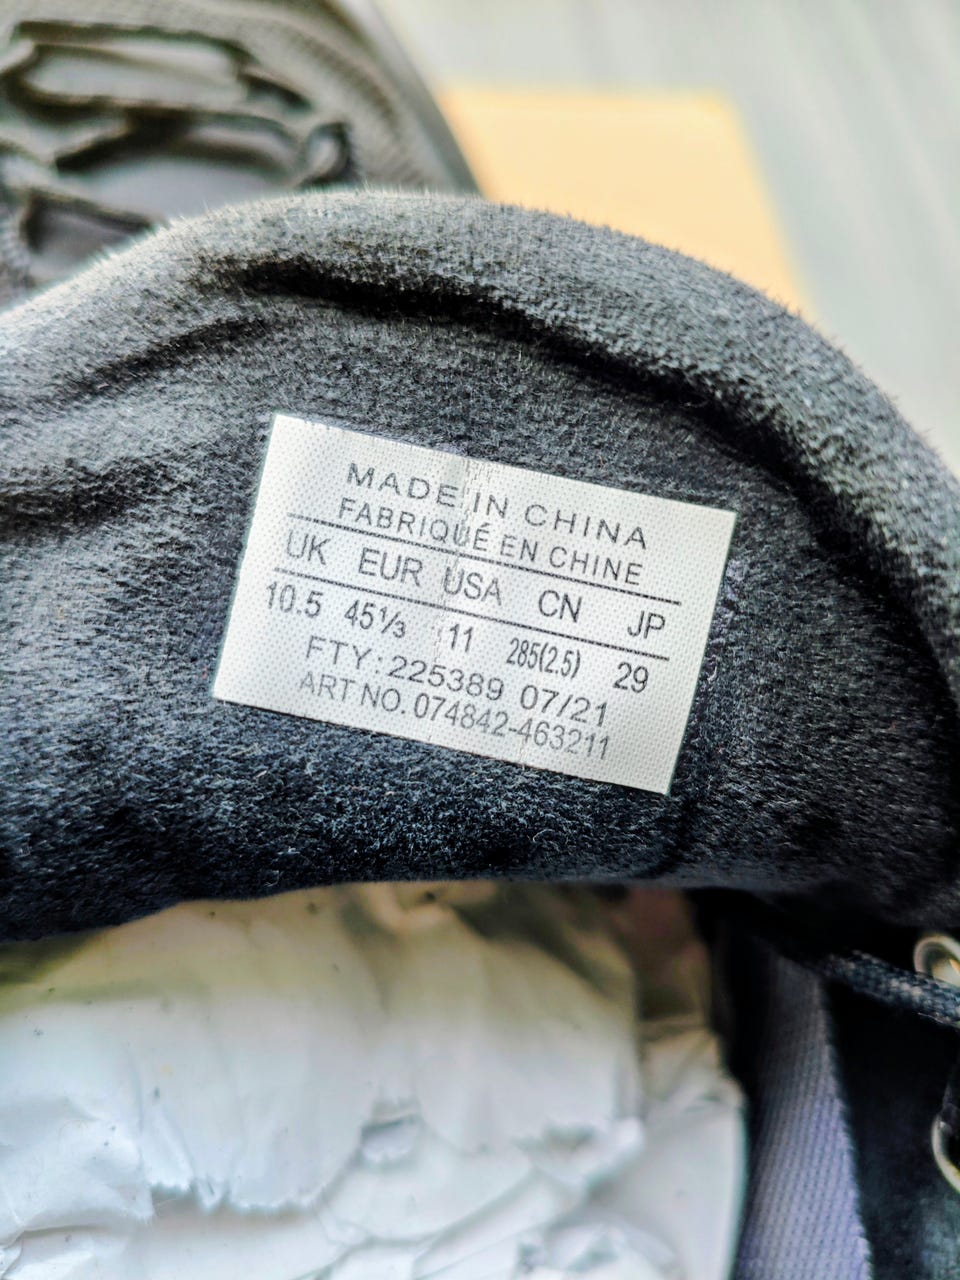 MADE IN CHINA
FABRIQUÉ EN CHINE
UK EUR USA CN JP
10.5 45⅓ 11 285(2.5) 29
FTY:225389 07/21
ART NO. 074842-463211